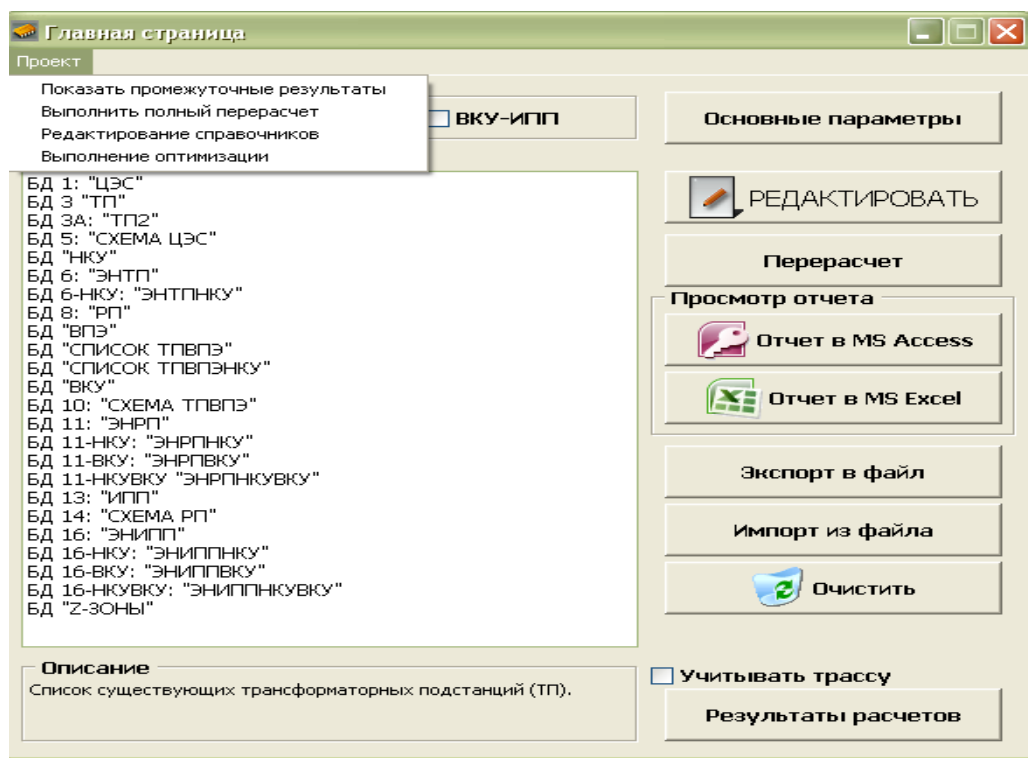 Главная страница
Проект
Показать промежуточные результаты
Выполнить полный перерасчет
Редактирование справочников
Выполнение оптимизации
ВКУ-ИПП
БД 1: "ЦЭС"
БД 3 "ТП"
БД 3А: "ТП2"
БД 5: "СХЕМА ЦЭС"
БД "НКУ"
БД 6: "ЭНТП"
БД 6-НКУ: "ЭНТПНКУ"
БД 8: "РП"
БД "ВПЭ"
БД "СПИСОК ТПВПЭ"
БД "СПИСОК ТПВПЭНКУ"
БД "ВКУ"
БД 10: "СХЕМА ТПВПЭ"
БД 11: "ЭНРП"
БД 11-НКУ: "ЭНРПНКУ"
БД 11-ВКУ: "ЭНРПВКУ"
БД 11-НКУВКУ "ЭНРПНКУВКУ"
БД 13: "ИПП"
БД 14: "СХЕМА РП"
БД 16: "ЭНИПП"
БД 16-НКУ: "ЭНИППНКУ"
БД 16-ВКУ: "ЭНИППВКУ"
БД 16-НКУВКУ: "ЭНИППНКУВКУ"
БД "Z-ЗОНЫ"
Описание
Список существующих трансформаторных подстанций (ТП).
Основные параметры
РЕДАКТИРОВАТЬ
Перерасчет
Просмотр отчета
Отчет в MS Access
Отчет в MS Excel
Экспорт в файл
Импорт из файла
Очистить
Учитывать трассу
Результаты расчетов